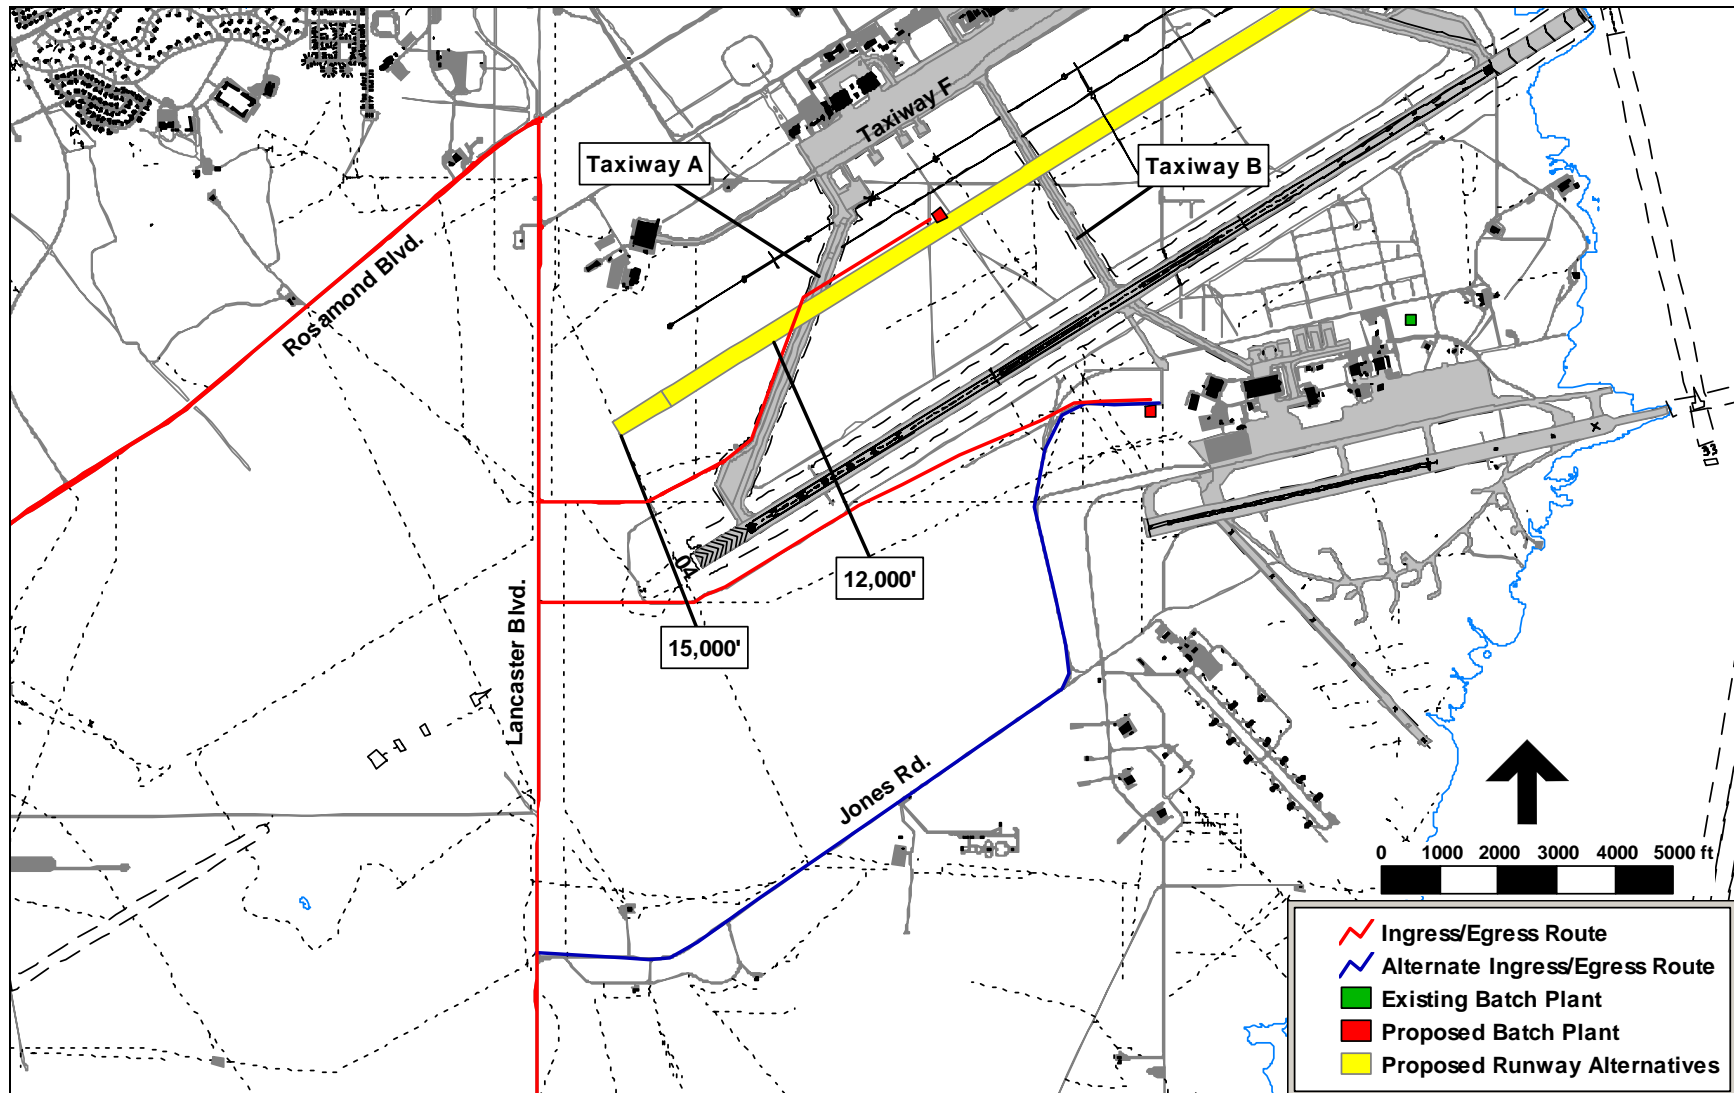 Taxiway F
Taxiway A
Taxiway B
Rosamond Blvd.
04
12,000'
15,000'
Lancaster Blvd.
Jones Rd.
33
0 1000 2000 3000 4000 5000 ft
Ingress/Egress Route
Alternate Ingress/Egress Route
Existing Batch Plant
Proposed Batch Plant
Proposed Runway Alternatives